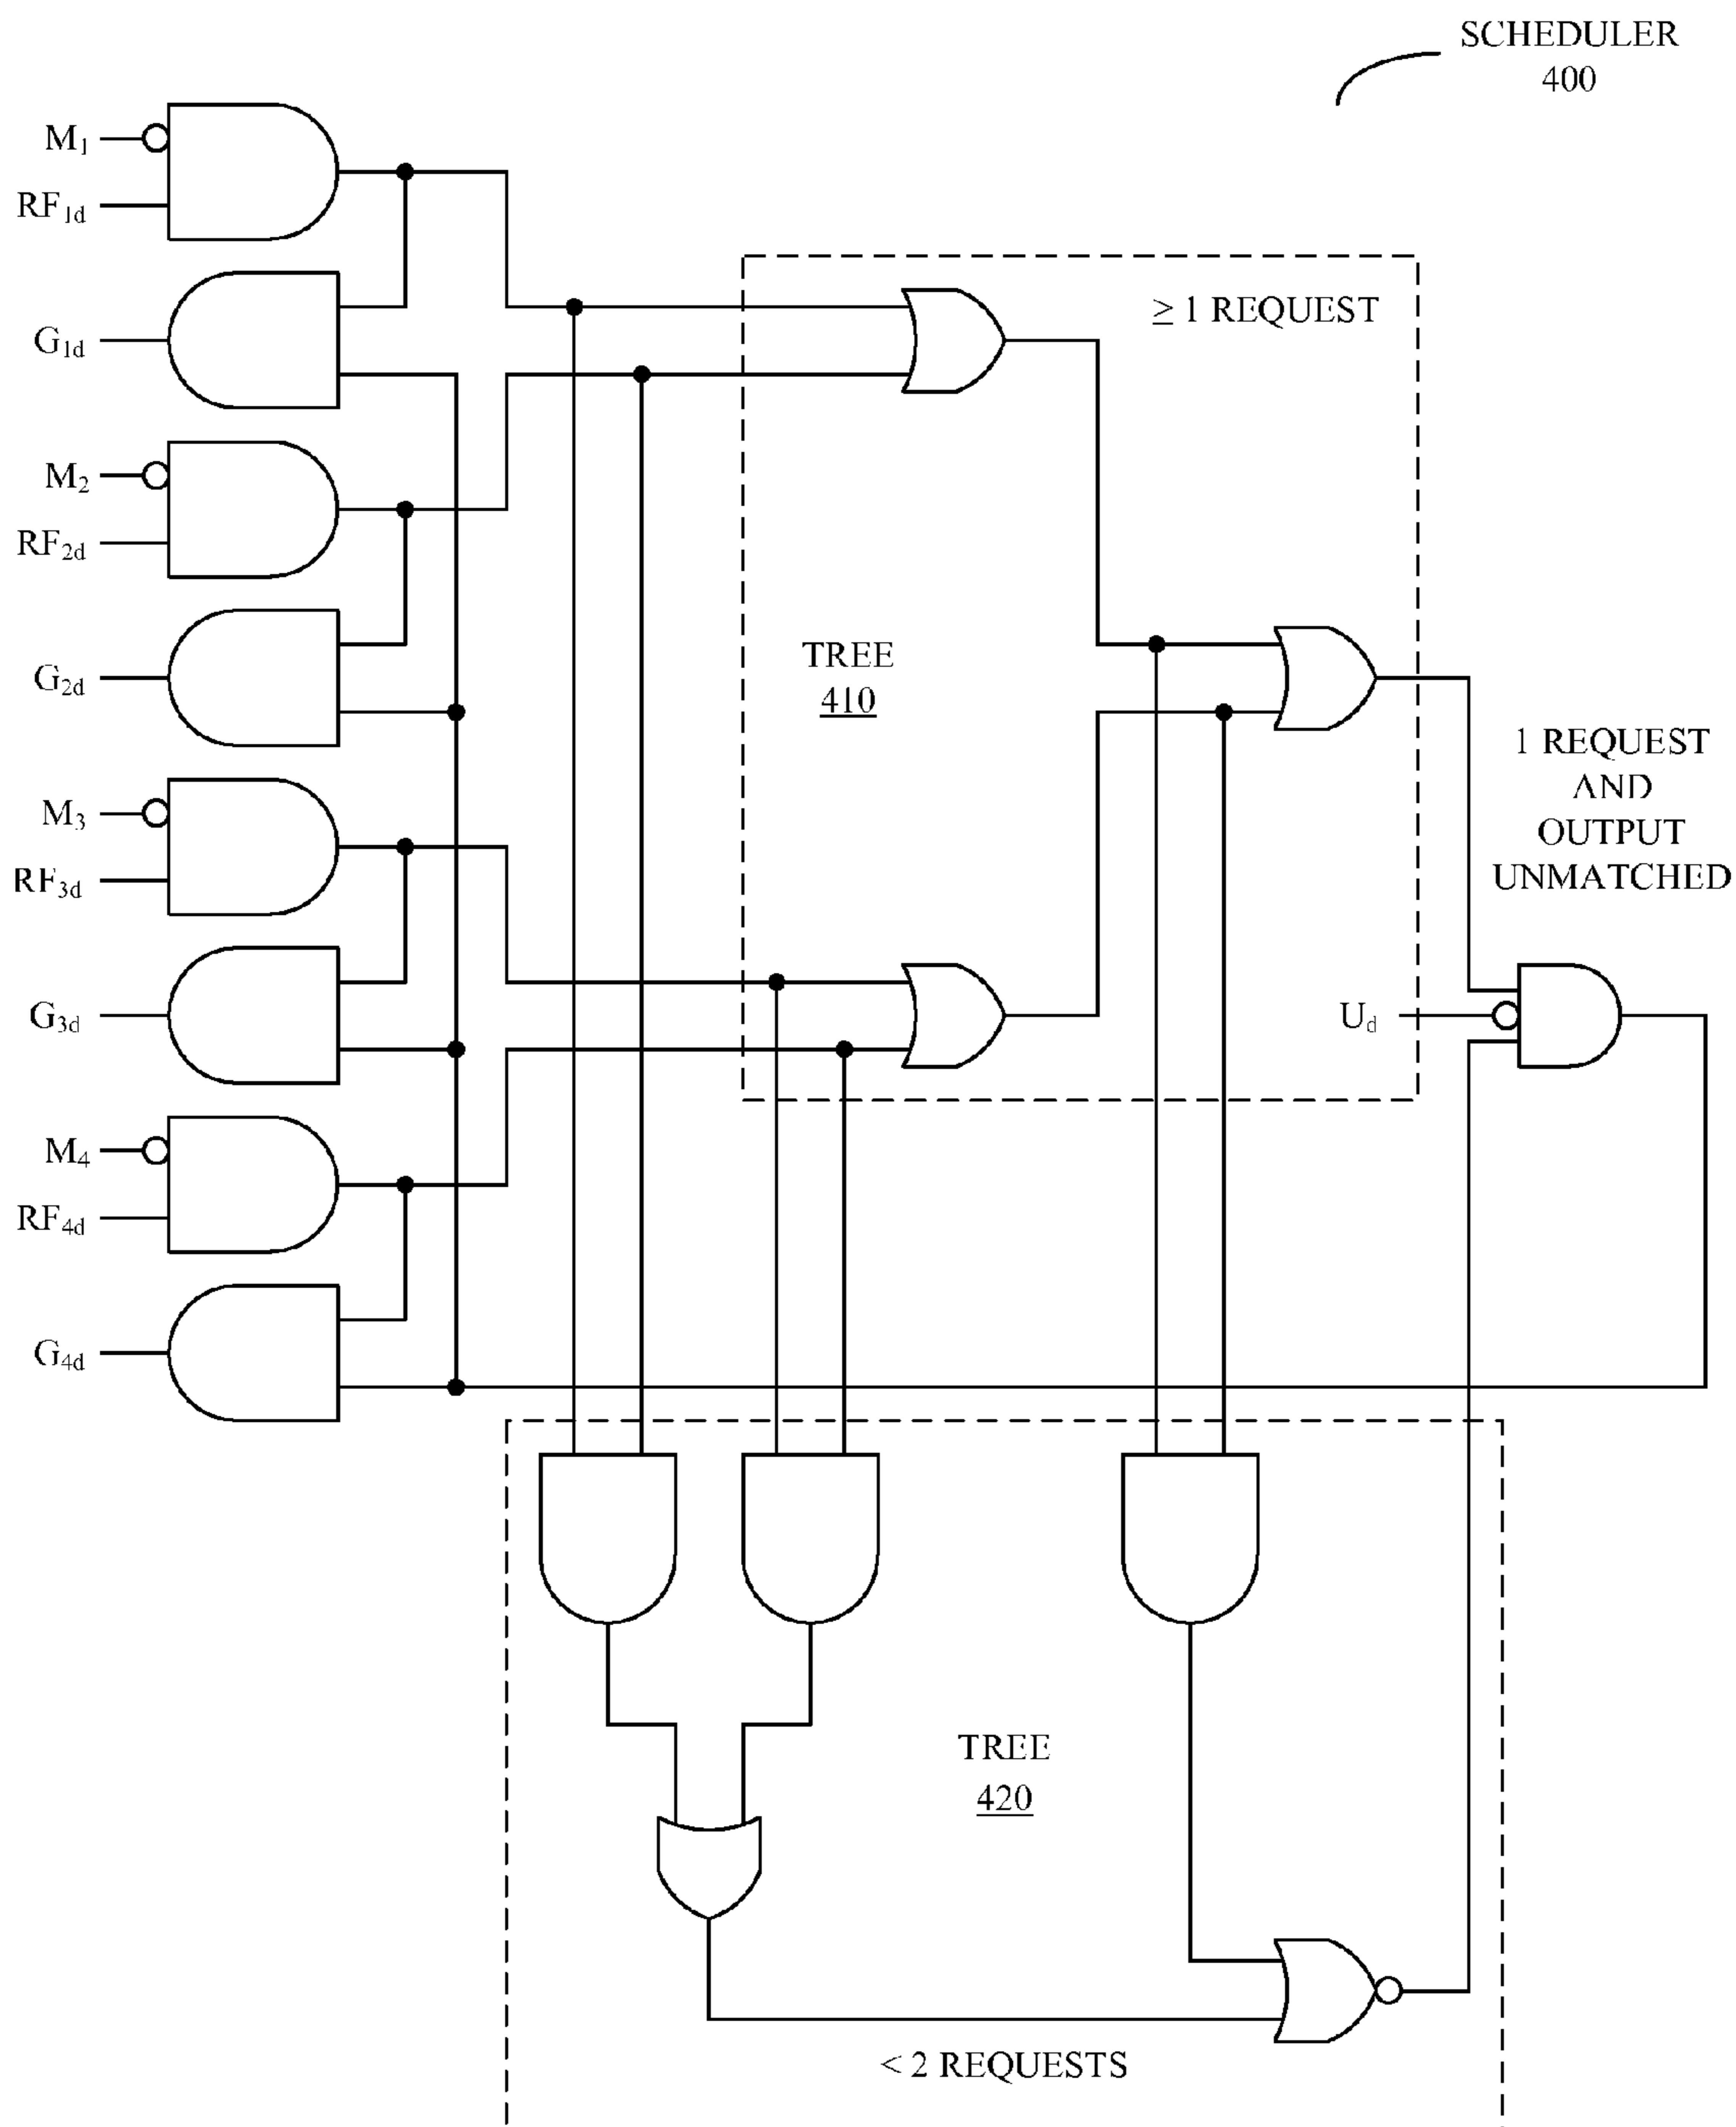 SCHEDULER
400
M1
RF1d
G1d
M2
RF2d
G2d
M3
RF3d
G3d
M4
RF4d
G4d
≥ 1 REQUEST
TREE
410
1 REQUEST
AND
OUTPUT
UNMATCHED
Ud
TREE
420
< 2 REQUESTS